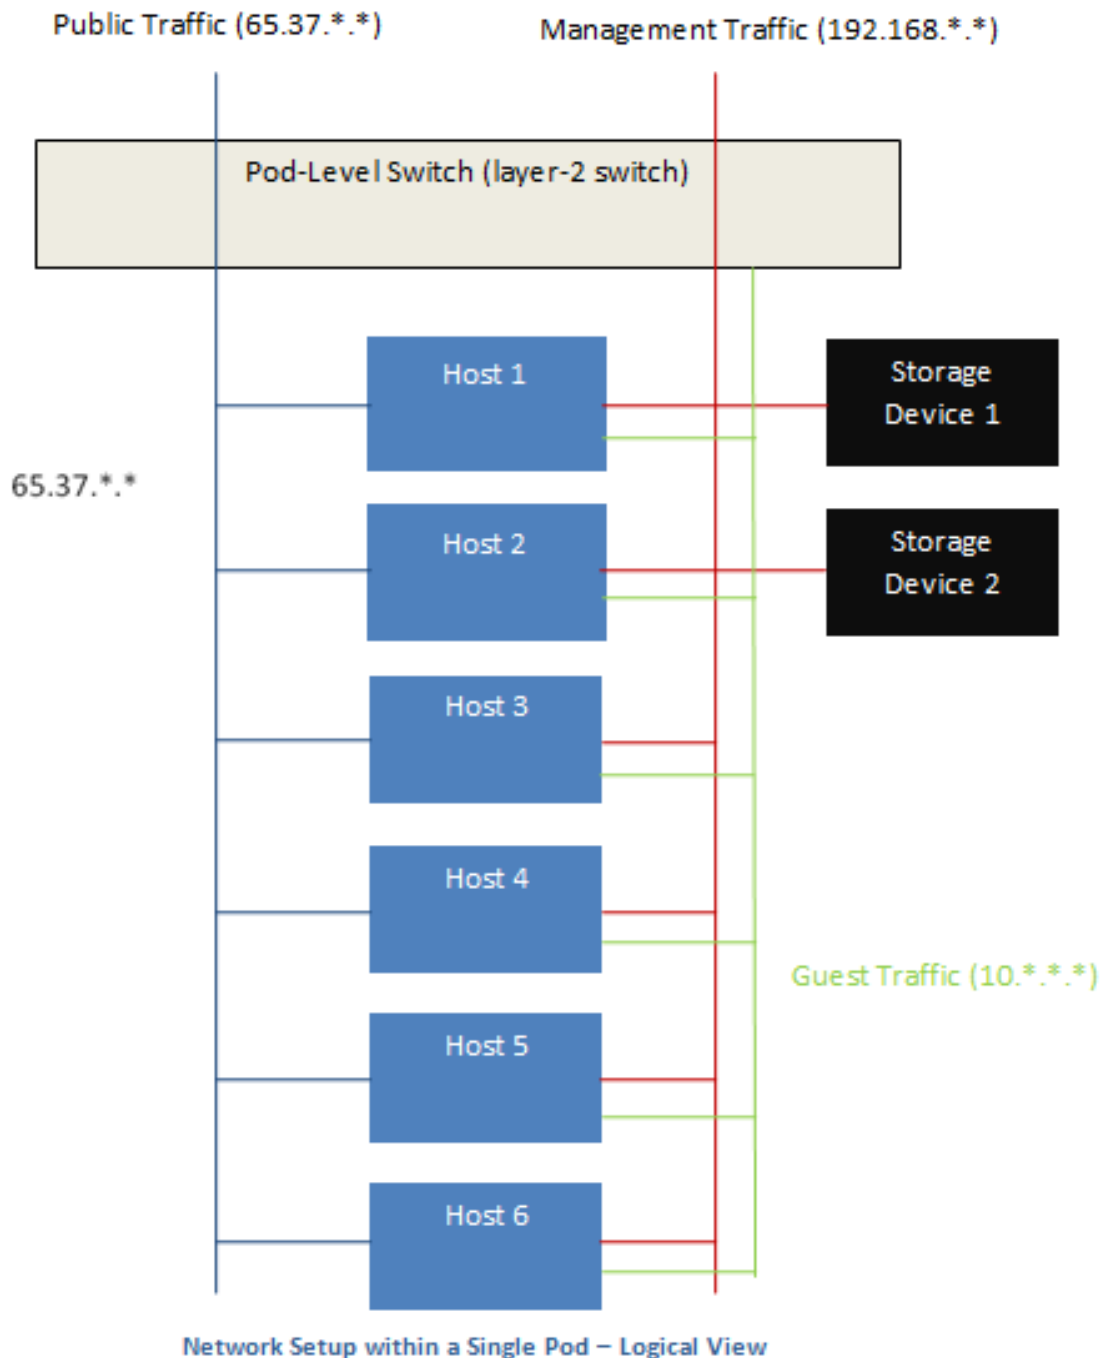 Public Traffic (65.37.*.*)
Management Traffic (192.168.*.*)
Pod-Level Switch (layer-2 switch)
Host 1
Storage
Device 1
65.37.*.*
Host 2
Storage
Device 2
Host 3
Host 4
Guest Traffic (10.*.*.*)
Host 5
Host 6
Network Setup within a Single Pod – Logical View